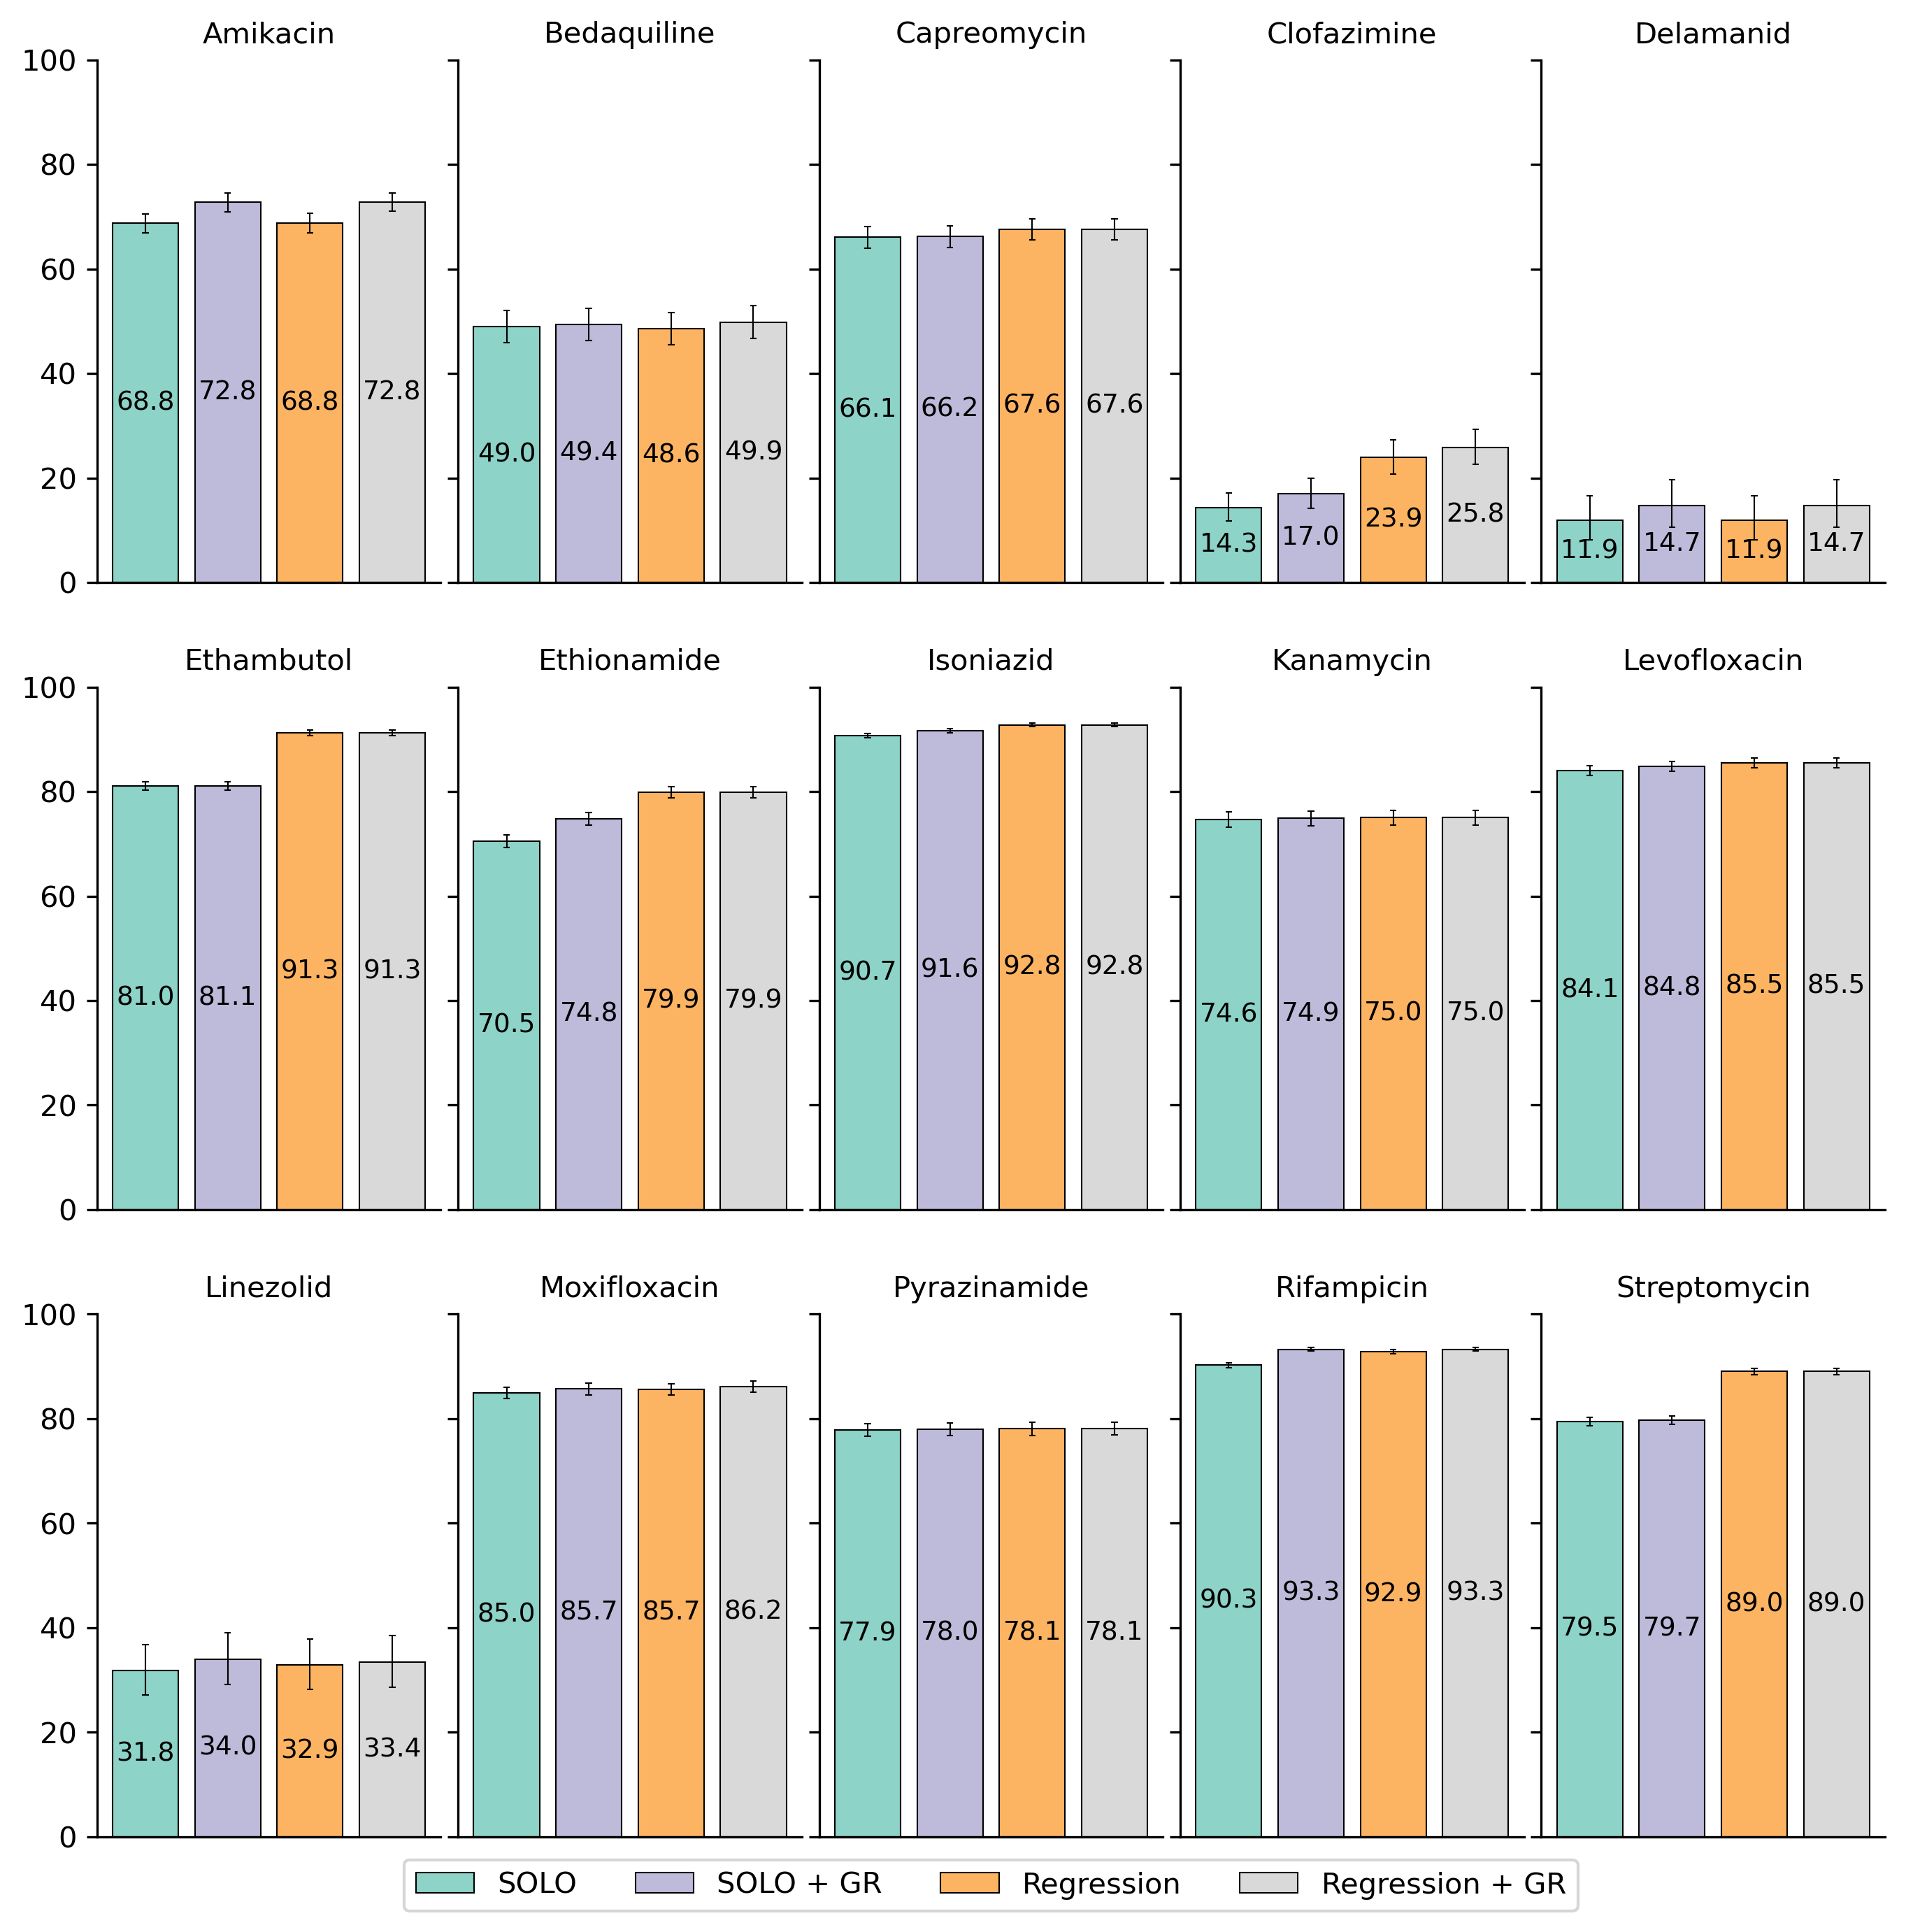 Amikacin Bedaquiline Capreomycin Clofazimine Delamanid
100
80
60
40
20
0
68.8 72.8 68.8 72.8
49.0 49.4 48.6 49.9
66.1 66.2 67.6 67.6
14.3 17.0 23.9 25.8
11.9 14.7 11.9 14.7
Ethambutol Ethionamide Isoniazid Kanamycin Levofloxacin
100
80
60
40
20
0
81.0 81.1 91.3 91.3
70.5 74.8 79.9 79.9
90.7 91.6 92.8 92.8
74.6 74.9 75.0 75.0
84.1 84.8 85.5 85.5
Linezolid Moxifloxacin Pyrazinamide Rifampicin Streptomycin
100
80
60
40
20
0
31.8 34.0 32.9 33.4
85.0 85.7 85.7 86.2
77.9 78.0 78.1 78.1
90.3 93.3 92.9 93.3
79.5 79.7 89.0 89.0
SOLO SOLO + GR Regression Regression + GR